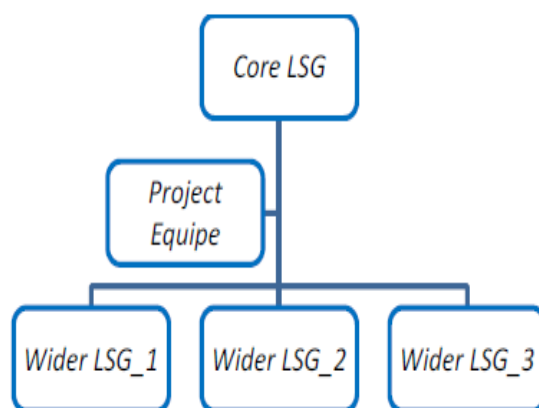 Core LSG
Project
Equipe
Wider LSG_1
Wider LSG_2
Wider LSG_3